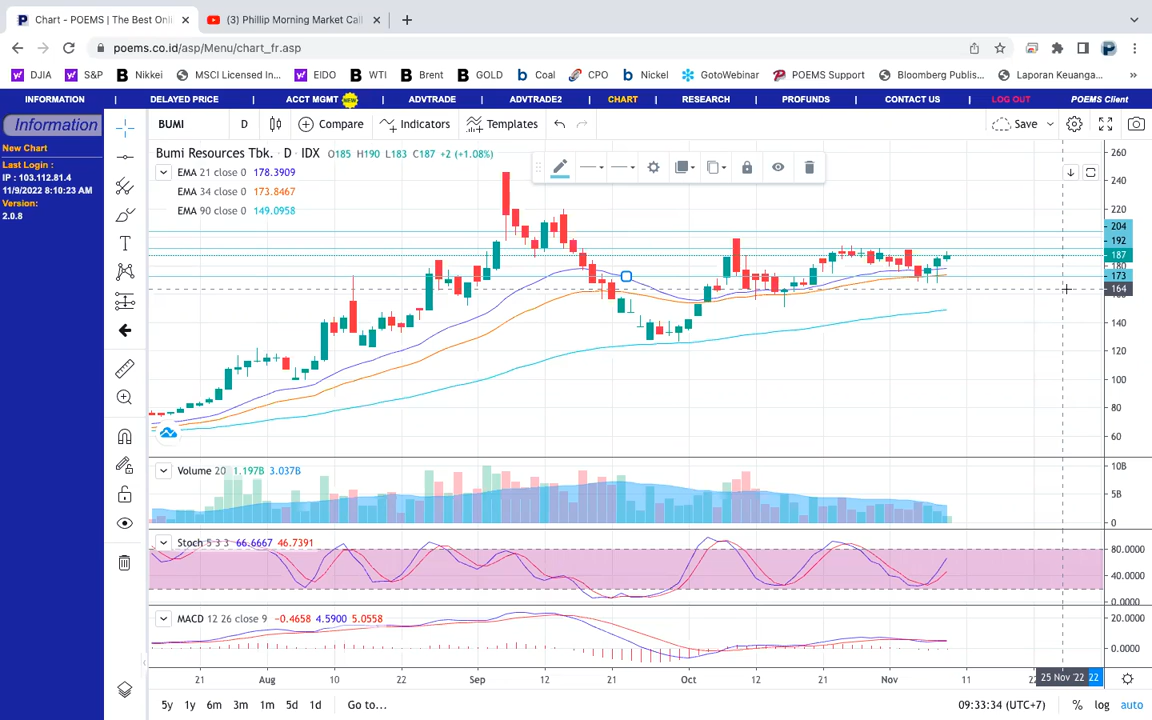 Chart - POEMS | The Best Onli
(3) Phillip Morning Market Call
poems.co.id/asp/Menu/chart_fr.asp
DJIA S&P Nikkei MSCI Licensed In... EIDO WTI Brent GOLD Coal CPO Nickel GotoWebinar POEMS Support Bloomberg Publis... Laporan Keuanga... »
INFORMATION | DELAYED PRICE | ACCT MGMT NEW | ADVTRADE | ADVTRADE2 | CHART | RESEARCH | PROFUNDS | CONTACT US | LOG OUT POEMS Client
Information
New Chart
Last Login :
IP : 103.112.81.4
11/9/2022 8:10:23 AM
Version:
2.0.8
BUMI D Compare Indicators Templates Save
Bumi Resources Tbk. · D · IDX O185 H190 L183 C187 +2 (+1.08%)
EMA 21 close 0 178.3909
EMA 34 close 0 173.8467
EMA 90 close 0 149.0958
260
240
220
204
192
187
180
173
164
140
120
100
80
60
Volume 20 1.197B 3.037B
10B
5B
0
Stoch 5 3 3 66.6667 46.7391
80.0000
40.0000
0.0000
MACD 12 26 close 9 −0.4658 4.5900 5.0558
20.0000
0.0000
21 Aug 10 22 Sep 12 21 Oct 12 21 Nov 11 25 Nov '22
5y 1y 6m 3m 1m 5d 1d Go to... 09:33:34 (UTC+7) % log auto